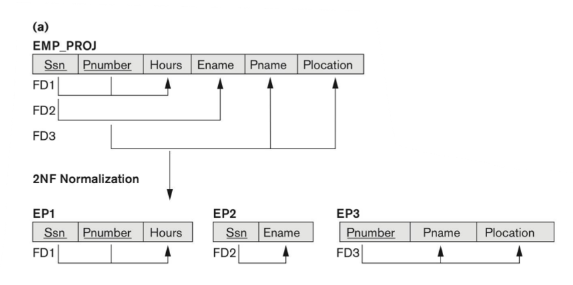 (a)
EMP_PROJ
Ssn Pnumber Hours Ename Pname Plocation
FD1
FD2
FD3
2NF Normalization
EP1 EP2 EP3
Ssn Pnumber Hours Ssn Ename Pnumber Pname Plocation
FD1 FD2 FD3